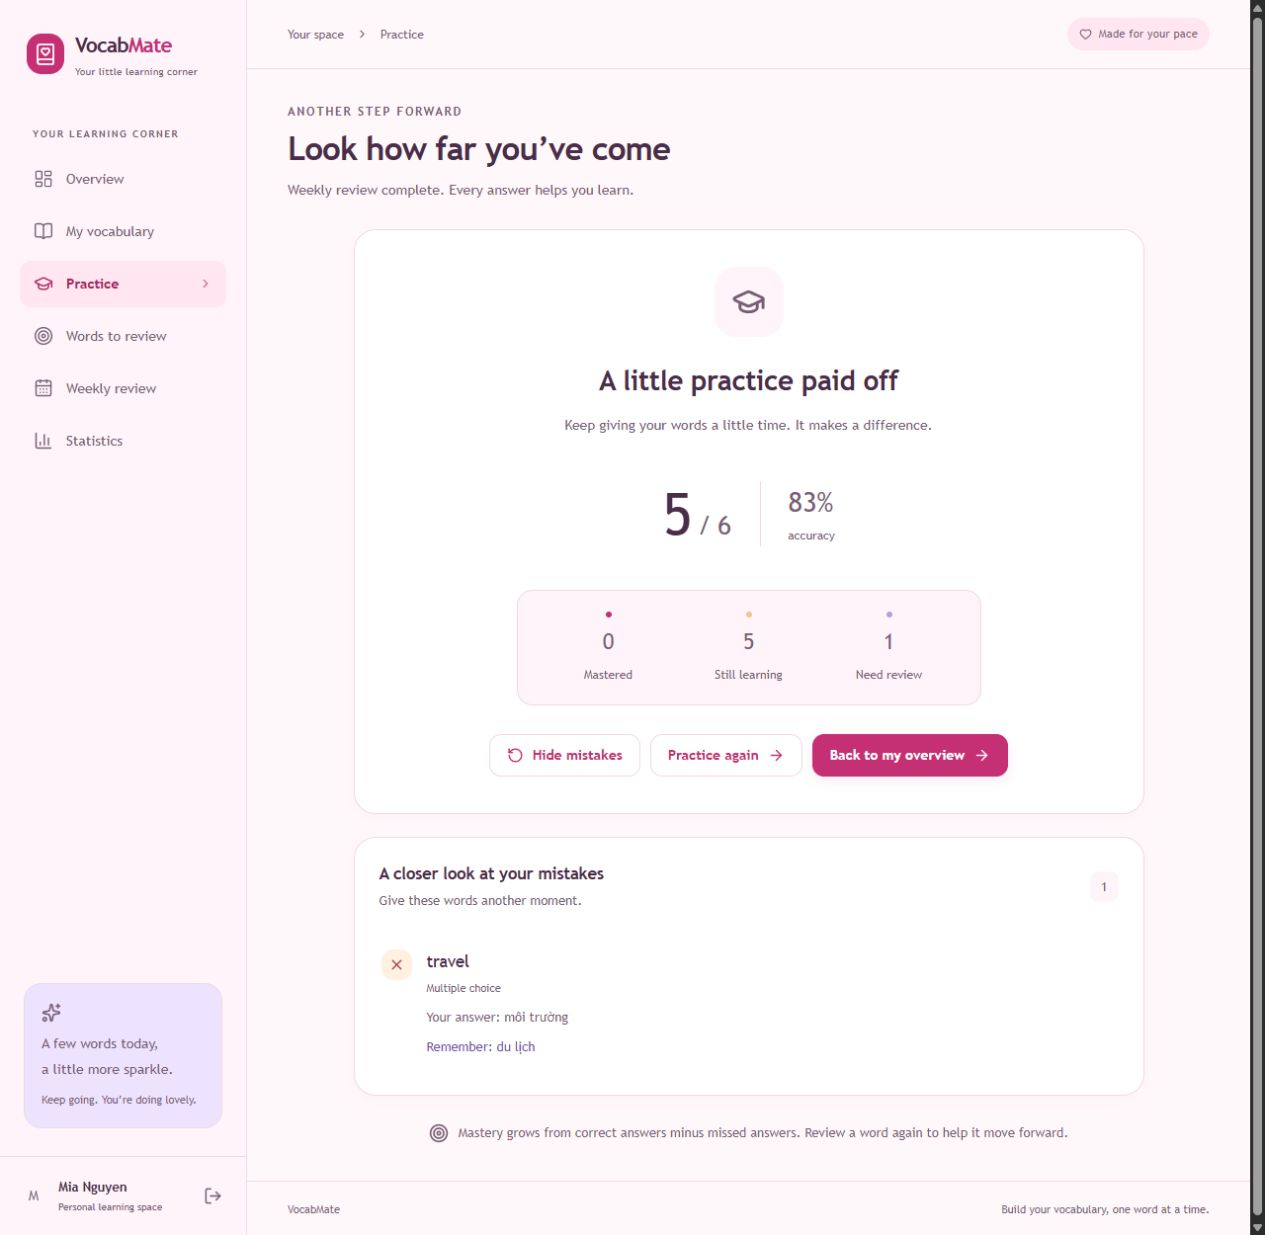 VocabMate
Your little learning corner
YOUR LEARNING CORNER
Overview
My vocabulary
Practice
Words to review
Weekly review
Statistics
A few words today,
a little more sparkle.
Keep going. You're doing lovely.
M
Mia Nguyen
Personal learning space
Your space
Practice
Made for your pace
ANOTHER STEP FORWARD
Look how far you’ve come
Weekly review complete. Every answer helps you learn.
A little practice paid off
Keep giving your words a little time. It makes a difference.
5 / 6
83%
accuracy
0
Mastered
5
Still learning
1
Need review
Hide mistakes
Practice again
Back to my overview
A closer look at your mistakes
Give these words another moment.
1
travel
Multiple choice
Your answer: môi trường
Remember: du lịch
Mastery grows from correct answers minus missed answers. Review a word again to help it move forward.
VocabMate
Build your vocabulary, one word at a time.